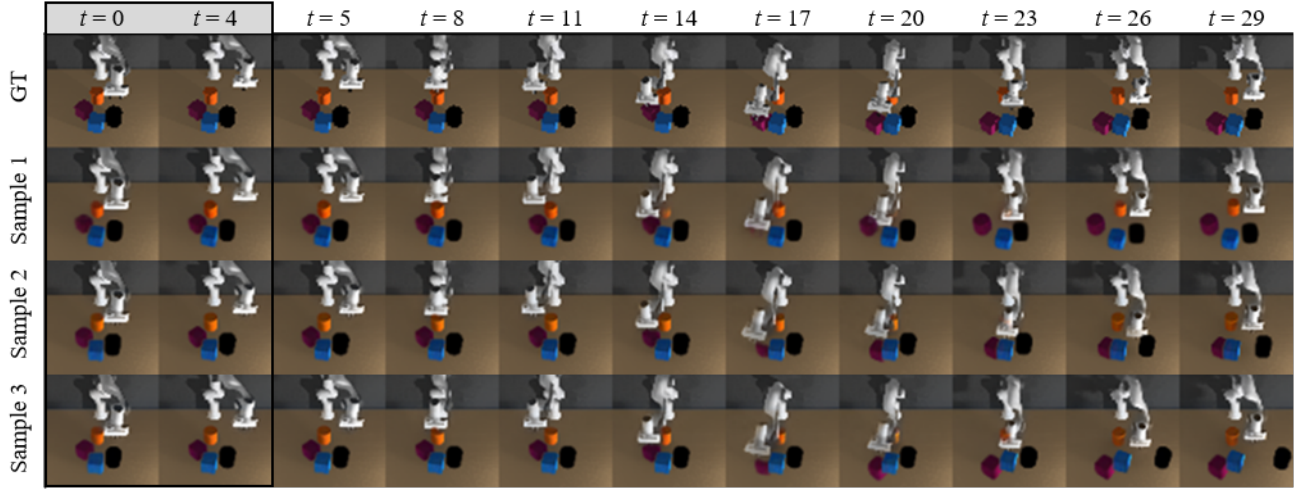 t = 0 t = 4 t = 5 t = 8 t = 11 t = 14 t = 17 t = 20 t = 23 t = 26 t = 29
GT
Sample 1
Sample 2
Sample 3